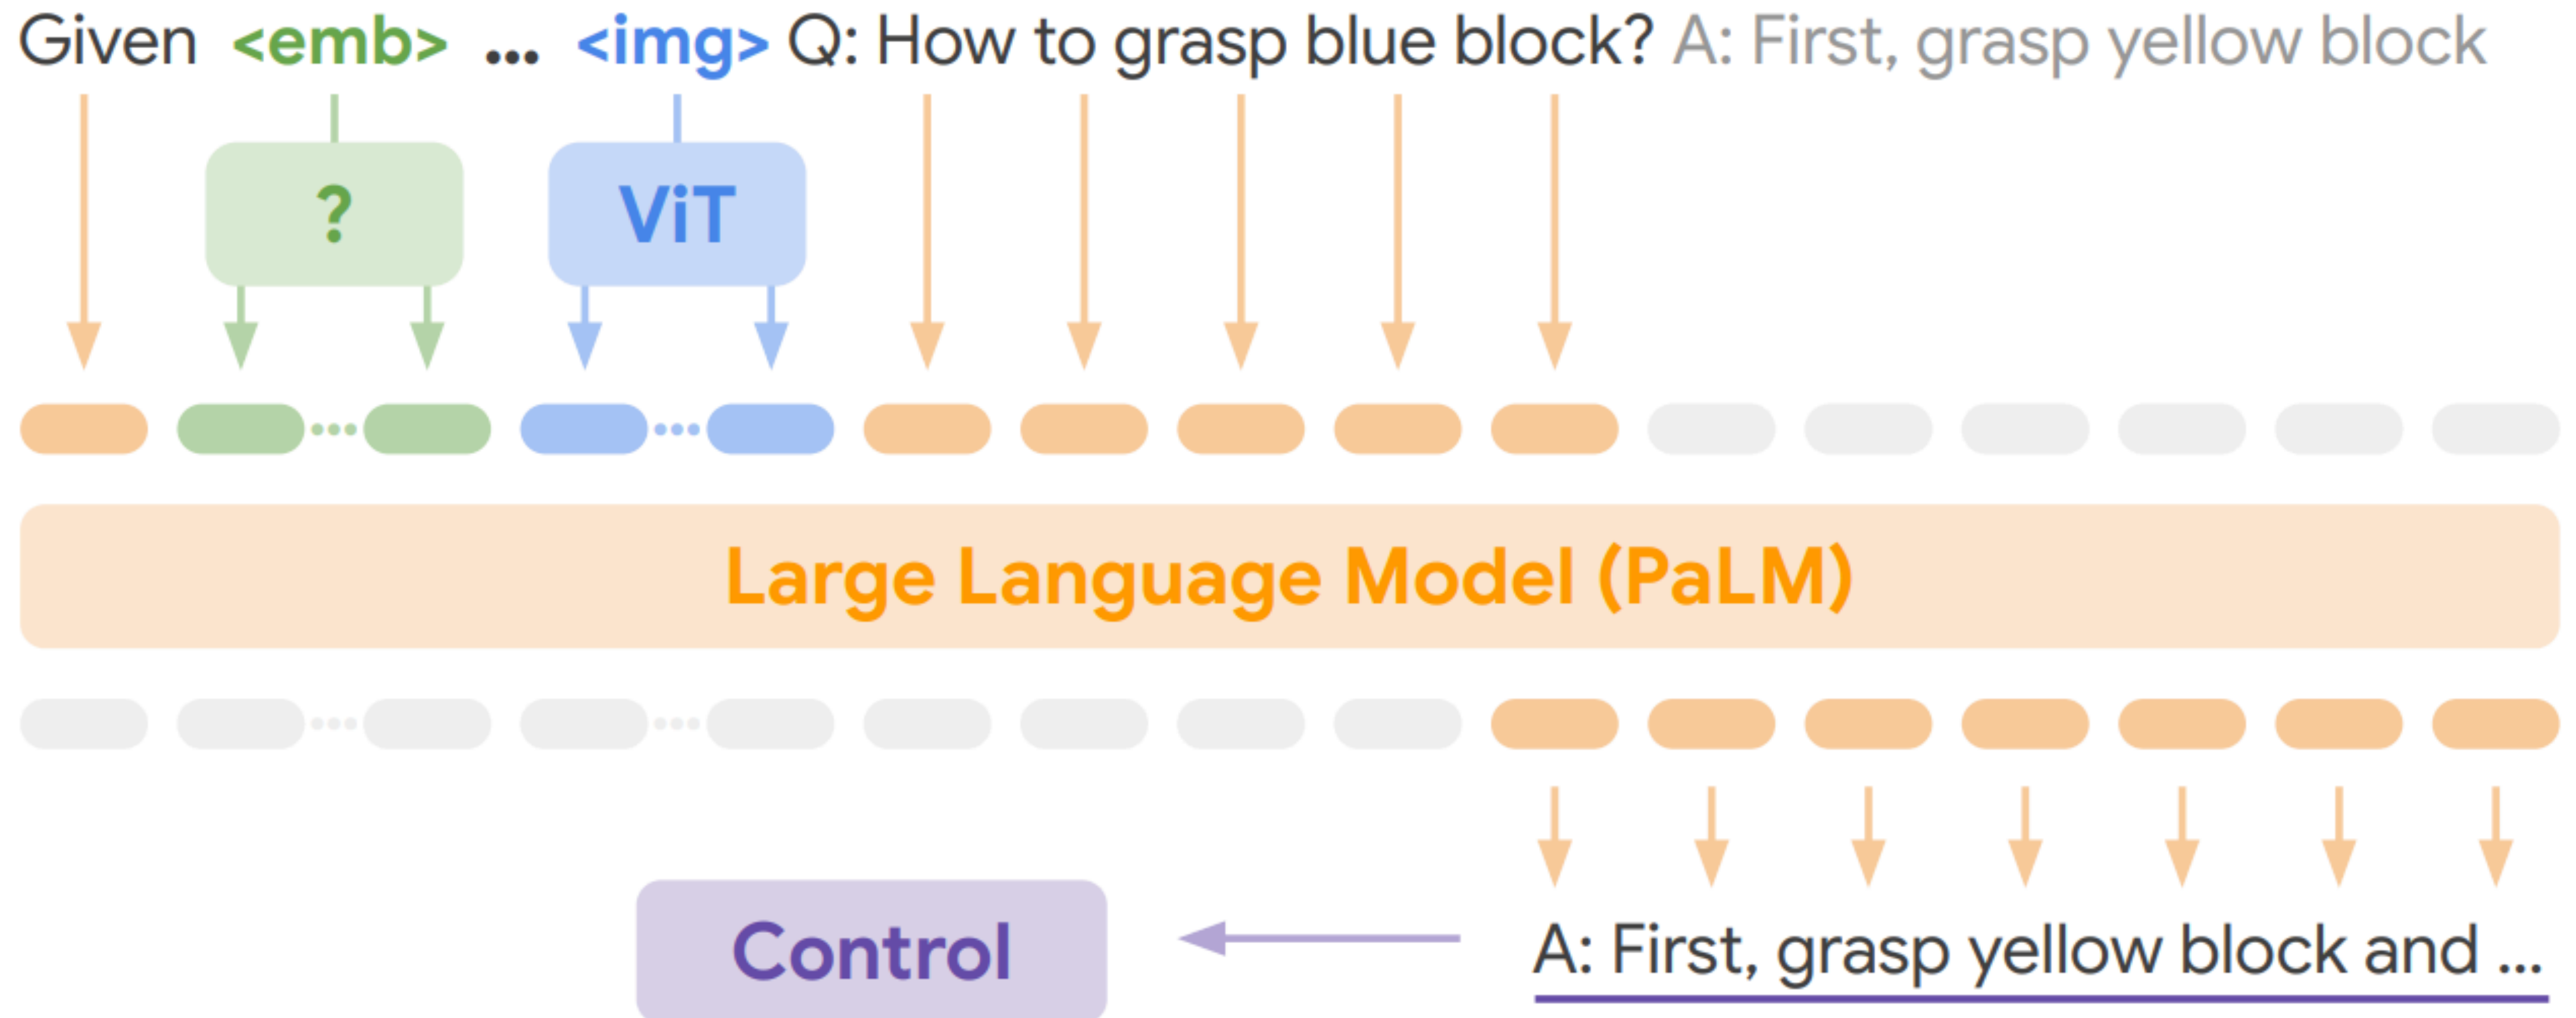 Given <emb> ... <img> Q: How to grasp blue block? A: First, grasp yellow block
?
ViT
Large Language Model (PaLM)
Control
A: First, grasp yellow block and ...